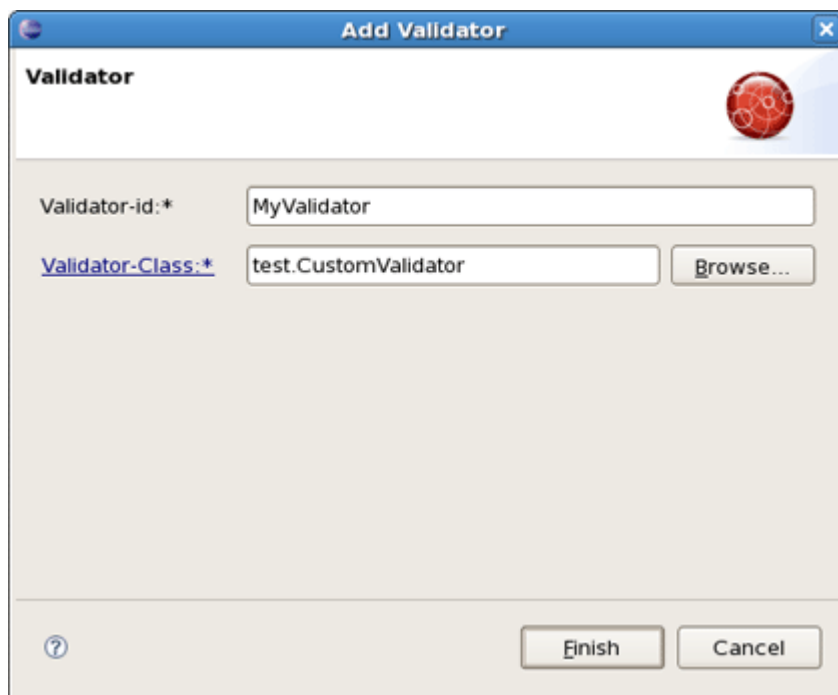 Add Validator
Validator
Validator-id:* MyValidator
Validator-Class:* test.CustomValidator Browse...
? Finish Cancel